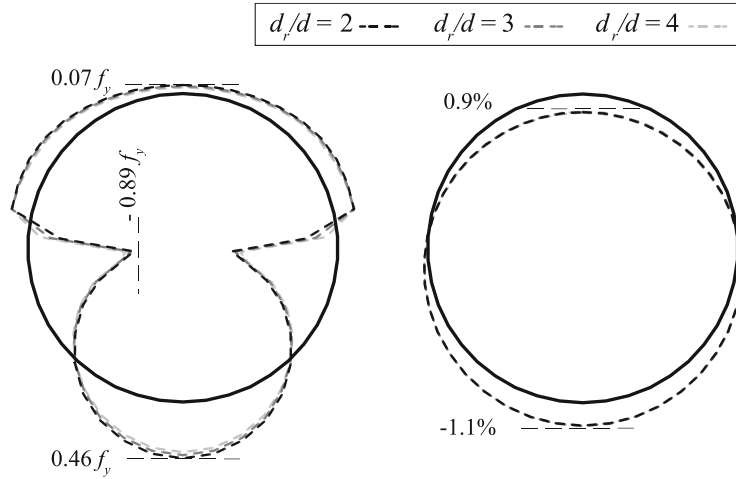 d_r/d = 2 d_r/d = 3 d_r/d = 4
0.07 f_y
0.9%
- 0.89 f_y
-1.1%
0.46 f_y